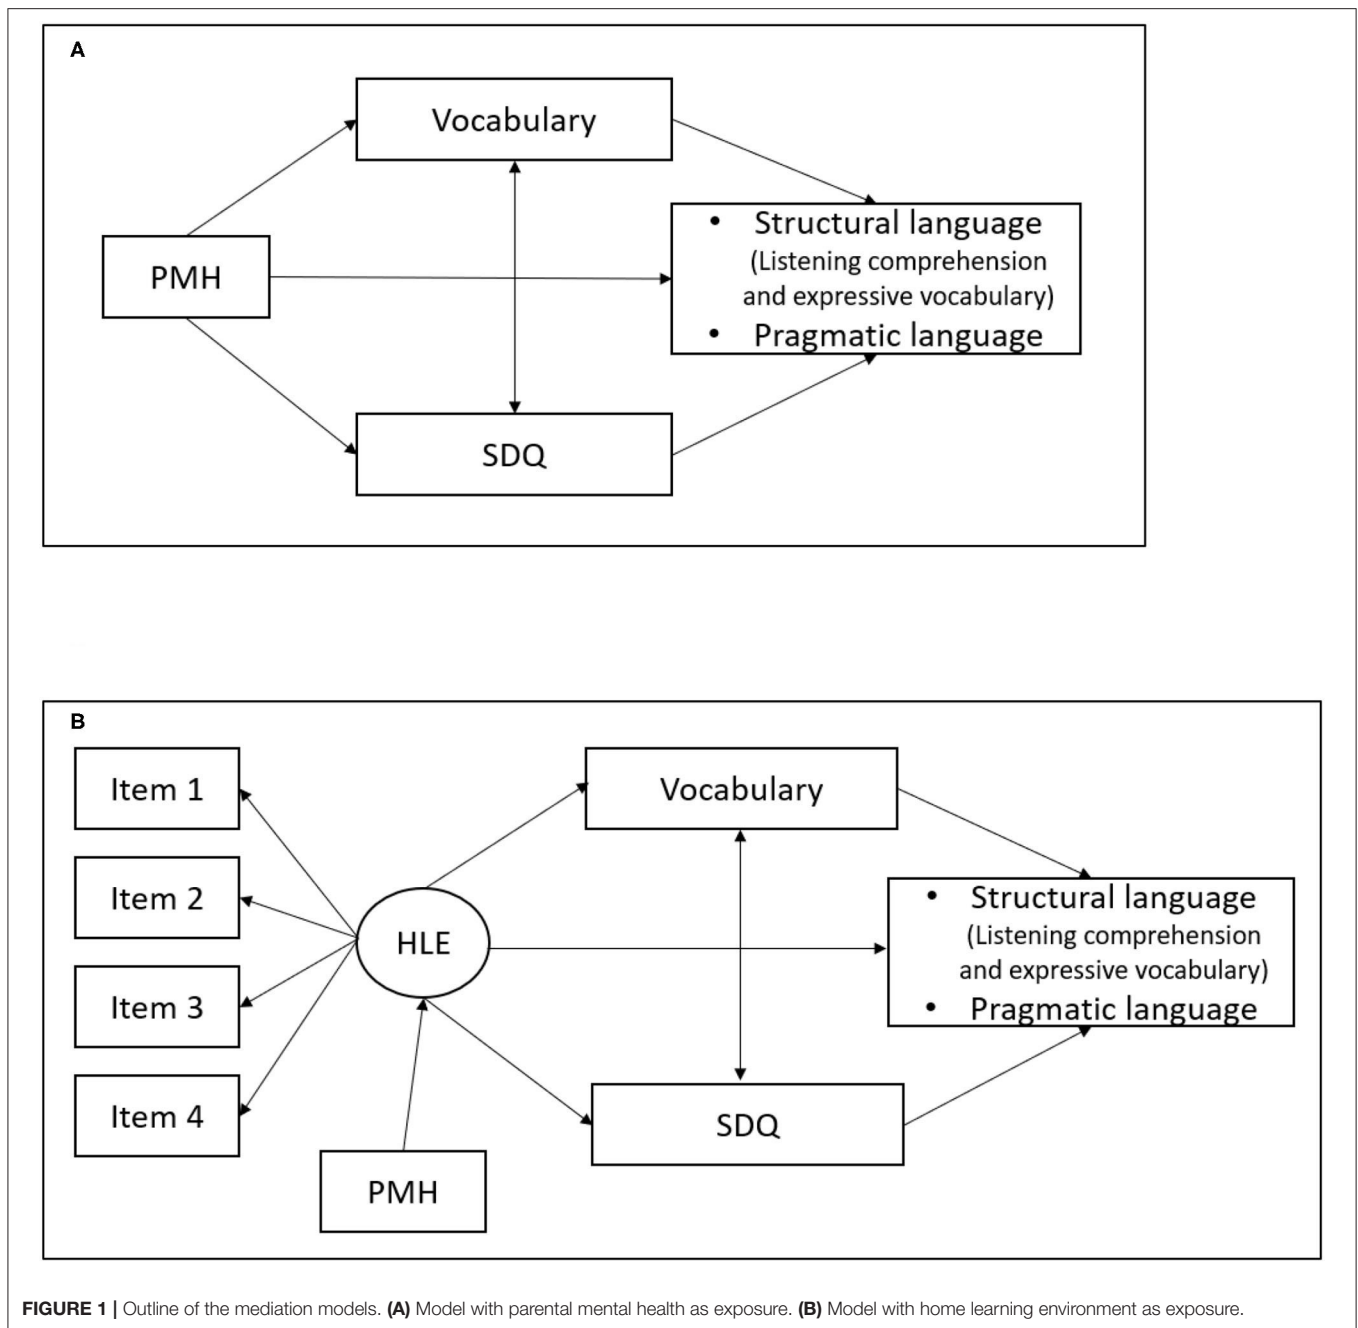 A
Vocabulary
PMH
• Structural language
(Listening comprehension
and expressive vocabulary)
• Pragmatic language
SDQ
B
Item 1
Item 2
Item 3
Item 4
HLE
PMH
Vocabulary
• Structural language
(Listening comprehension
and expressive vocabulary)
• Pragmatic language
SDQ
FIGURE 1 | Outline of the mediation models. (A) Model with parental mental health as exposure. (B) Model with home learning environment as exposure.